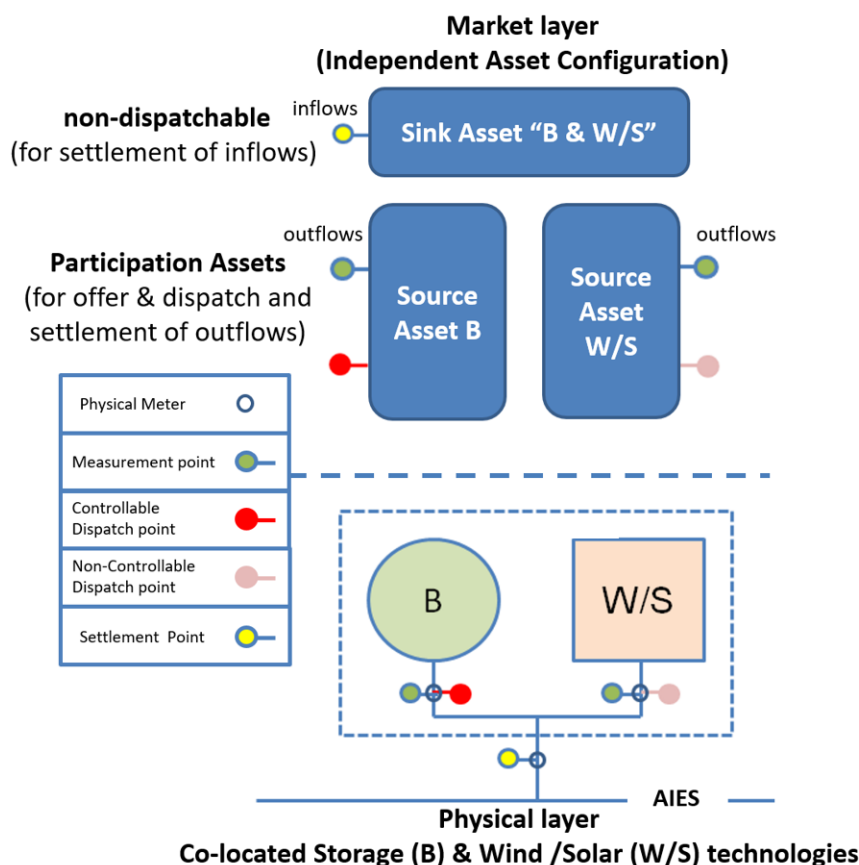 Market layer
(Independent Asset Configuration)
non-dispatchable
(for settlement of inflows)
inflows
Sink Asset “B & W/S”
Participation Assets
(for offer & dispatch and
settlement of outflows)
outflows
Source
Asset B
Source
Asset
W/S
outflows
Physical Meter
Measurement point
Controllable
Dispatch point
Non-Controllable
Dispatch point
Settlement Point
B
W/S
AIES
Physical layer
Co-located Storage (B) & Wind /Solar (W/S) technologies